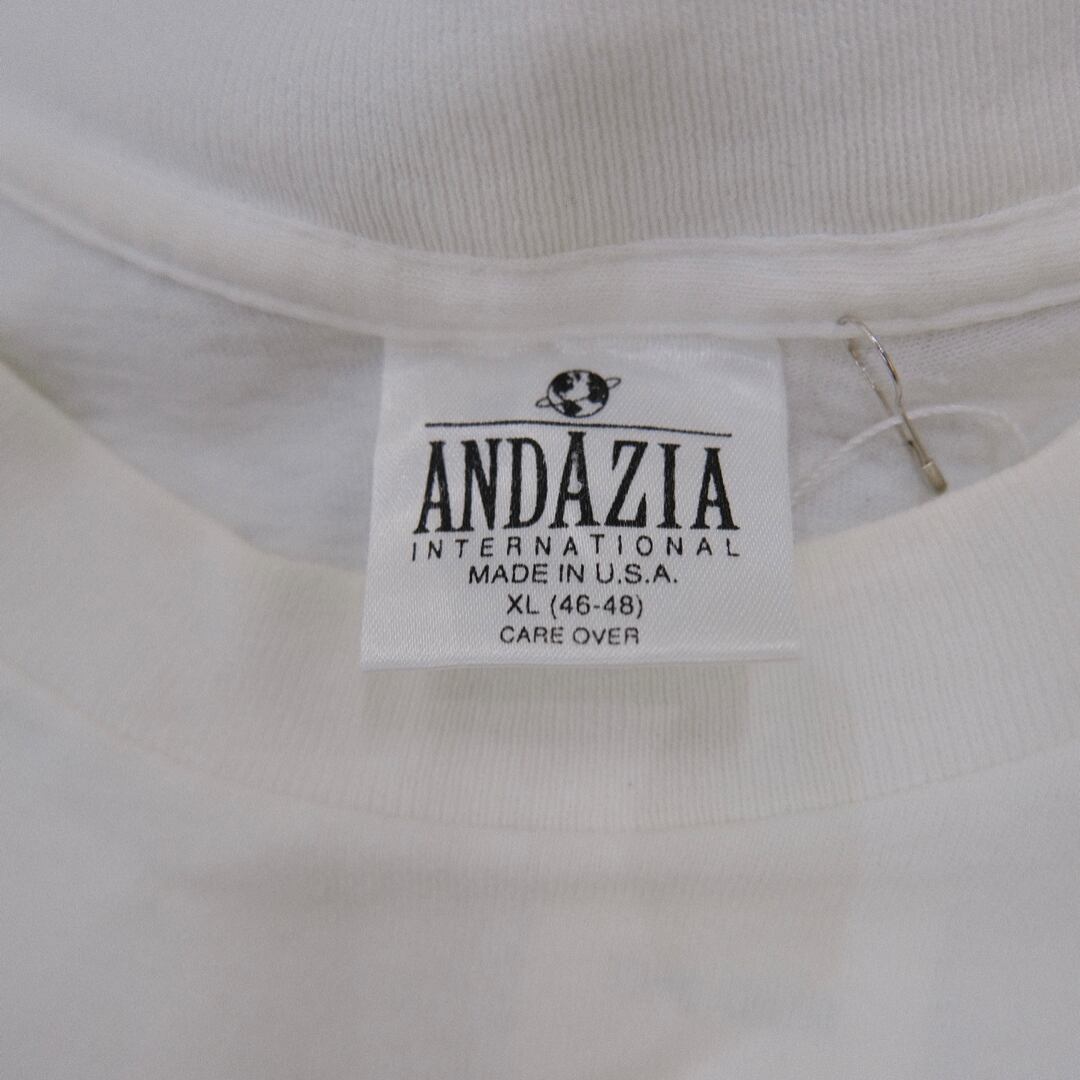 ANDAZIA
INTERNATIONAL
MADE IN U.S.A.
XL (46-48)
CARE OVER